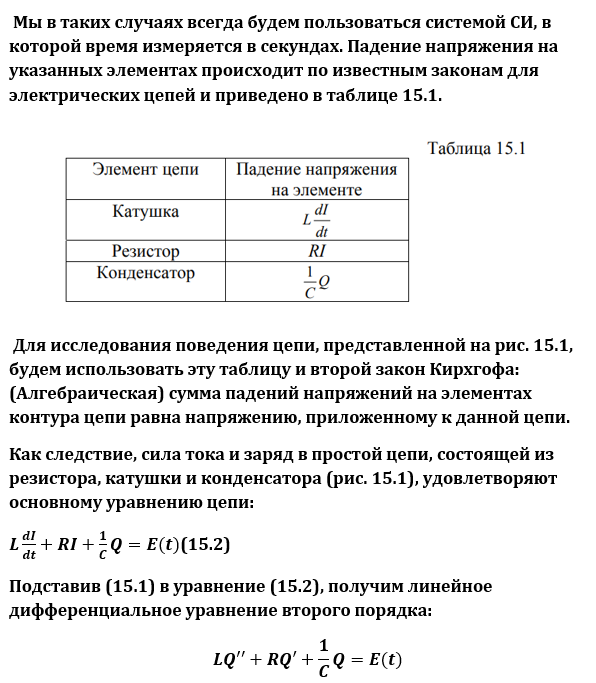 Мы в таких случаях всегда будем пользоваться системой СИ, в
которой время измеряется в секундах. Падение напряжения на
указанных элементах происходит по известным законам для
электрических цепей и приведено в таблице 15.1.
Таблица 15.1
Элемент цепи | Падение напряжения на элементе
Катушка | L dI/dt
Резистор | RI
Конденсатор | 1/C Q
Для исследования поведения цепи, представленной на рис. 15.1,
будем использовать эту таблицу и второй закон Кирхгофа:
(Алгебраическая) сумма падений напряжений на элементах
контура цепи равна напряжению, приложенному к данной цепи.
Как следствие, сила тока и заряд в простой цепи, состоящей из
резистора, катушки и конденсатора (рис. 15.1), удовлетворяют
основному уравнению цепи:
L dI/dt + RI + 1/C Q = E(t)(15.2)
Подставив (15.1) в уравнение (15.2), получим линейное
дифференциальное уравнение второго порядка:
LQ′′ + RQ′ + 1/C Q = E(t)